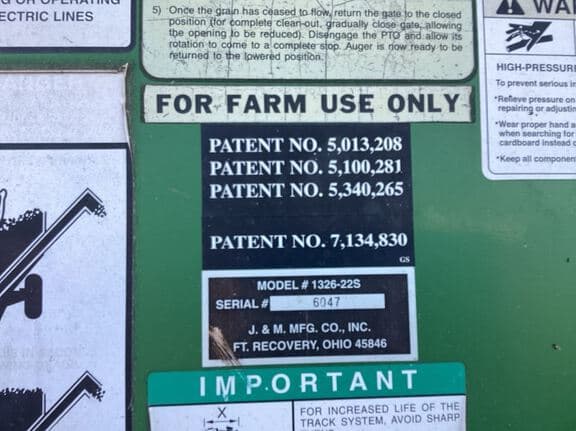 ECTRIC LINES
5) Once the grain has ceased to flow, return the gate to the closed
position (for complete clean-out, gradually close gate, allowing
the opening to be reduced). Disengage the PTO and allow its
rotation to come to a complete stop. Auger is now ready to be
returned to the lowered position.
HIGH-PRESSUR
To prevent serious
*Relieve pressure on
repairing or
*Wear proper hand
when searching for
cardboard instead
*Keep all
FOR FARM USE ONLY
PATENT NO. 5,013,208
PATENT NO. 5,100,281
PATENT NO. 5,340,265
PATENT NO. 7,134,830
GS
MODEL # 1326-22S
SERIAL # 6047
J. & M. MFG. CO., INC.
FT. RECOVERY, OHIO 45846
IMPORTANT
X
FOR INCREASED LIFE OF THE
TRACK SYSTEM, AVOID SHARP